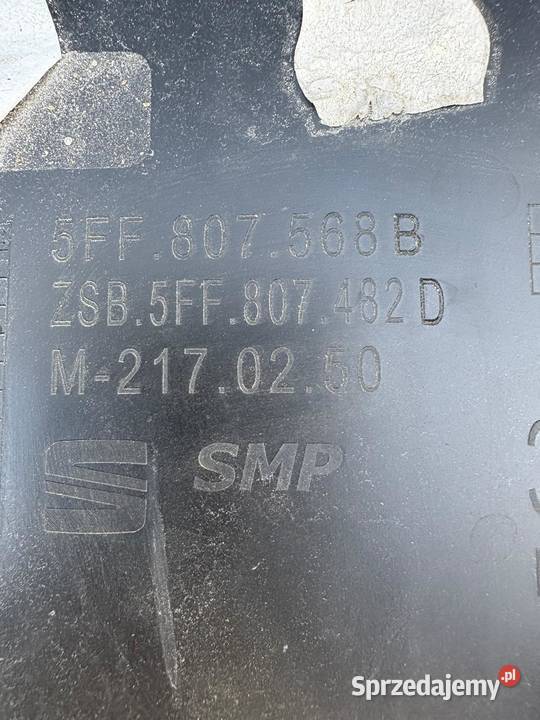 5FF.807.568 B
ZSB.5FF.807.482 D
M-217.02.50
SMP
Sprzedajemy.pl